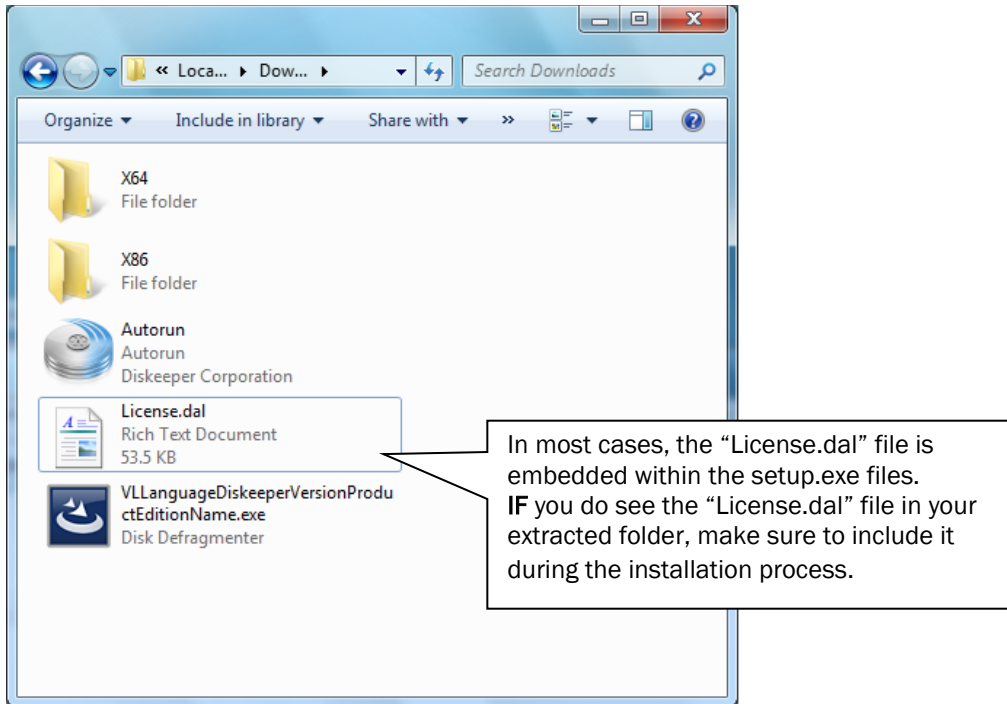 « Loca... ▸ Dow... ▸
Search Downloads
Organize ▾ Include in library ▾ Share with ▾ »
X64
File folder
X86
File folder
Autorun
Autorun
Diskeeper Corporation
License.dal
Rich Text Document
53.5 KB
VLLanguageDiskeeperVersionProdu
ctEditionName.exe
Disk Defragmenter
In most cases, the “License.dal” file is
embedded within the setup.exe files.
IF you do see the “License.dal” file in your
extracted folder, make sure to include it
during the installation process.